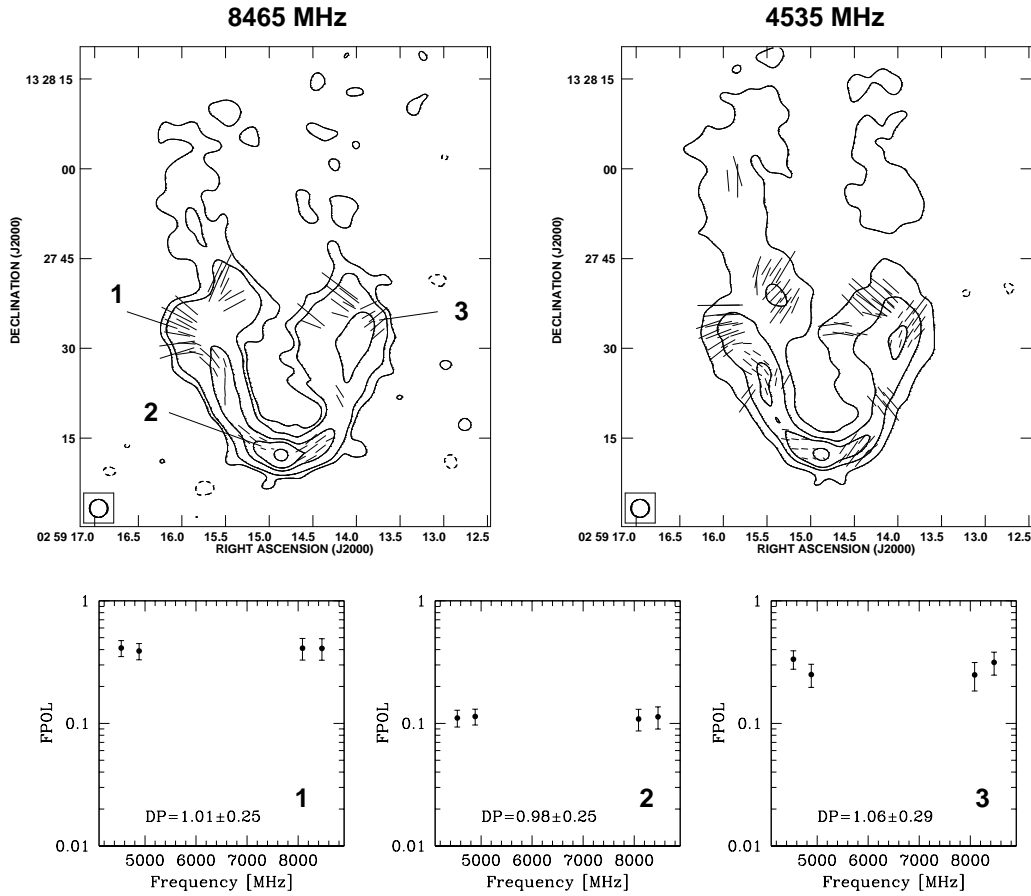 8465 MHz
4535 MHz
DECLINATION (J2000)
13 28 15
00
27 45
30
15
1
2
3
02 59 17.0 16.5 16.0 15.5 15.0 14.5 14.0 13.5 13.0 12.5
RIGHT ASCENSION (J2000)
DECLINATION (J2000)
13 28 15
00
27 45
30
15
02 59 17.0 16.5 16.0 15.5 15.0 14.5 14.0 13.5 13.0 12.5
RIGHT ASCENSION (J2000)
FPOL
1
0.1
0.01
DP=1.01±0.25
1
5000 6000 7000 8000
Frequency [MHz]
FPOL
1
0.1
0.01
DP=0.98±0.25
2
5000 6000 7000 8000
Frequency [MHz]
FPOL
1
0.1
0.01
DP=1.06±0.29
3
5000 6000 7000 8000
Frequency [MHz]